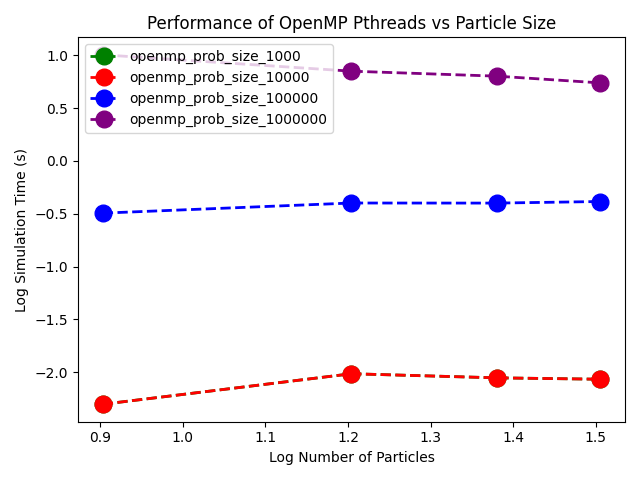 Performance of OpenMP Pthreads vs Particle Size
1.0
0.5
0.0
−0.5
−1.0
−1.5
−2.0
Log Simulation Time (s)
openmp_prob_size_1000
openmp_prob_size_10000
openmp_prob_size_100000
openmp_prob_size_1000000
0.9
1.0
1.1
1.2
1.3
1.4
1.5
Log Number of Particles